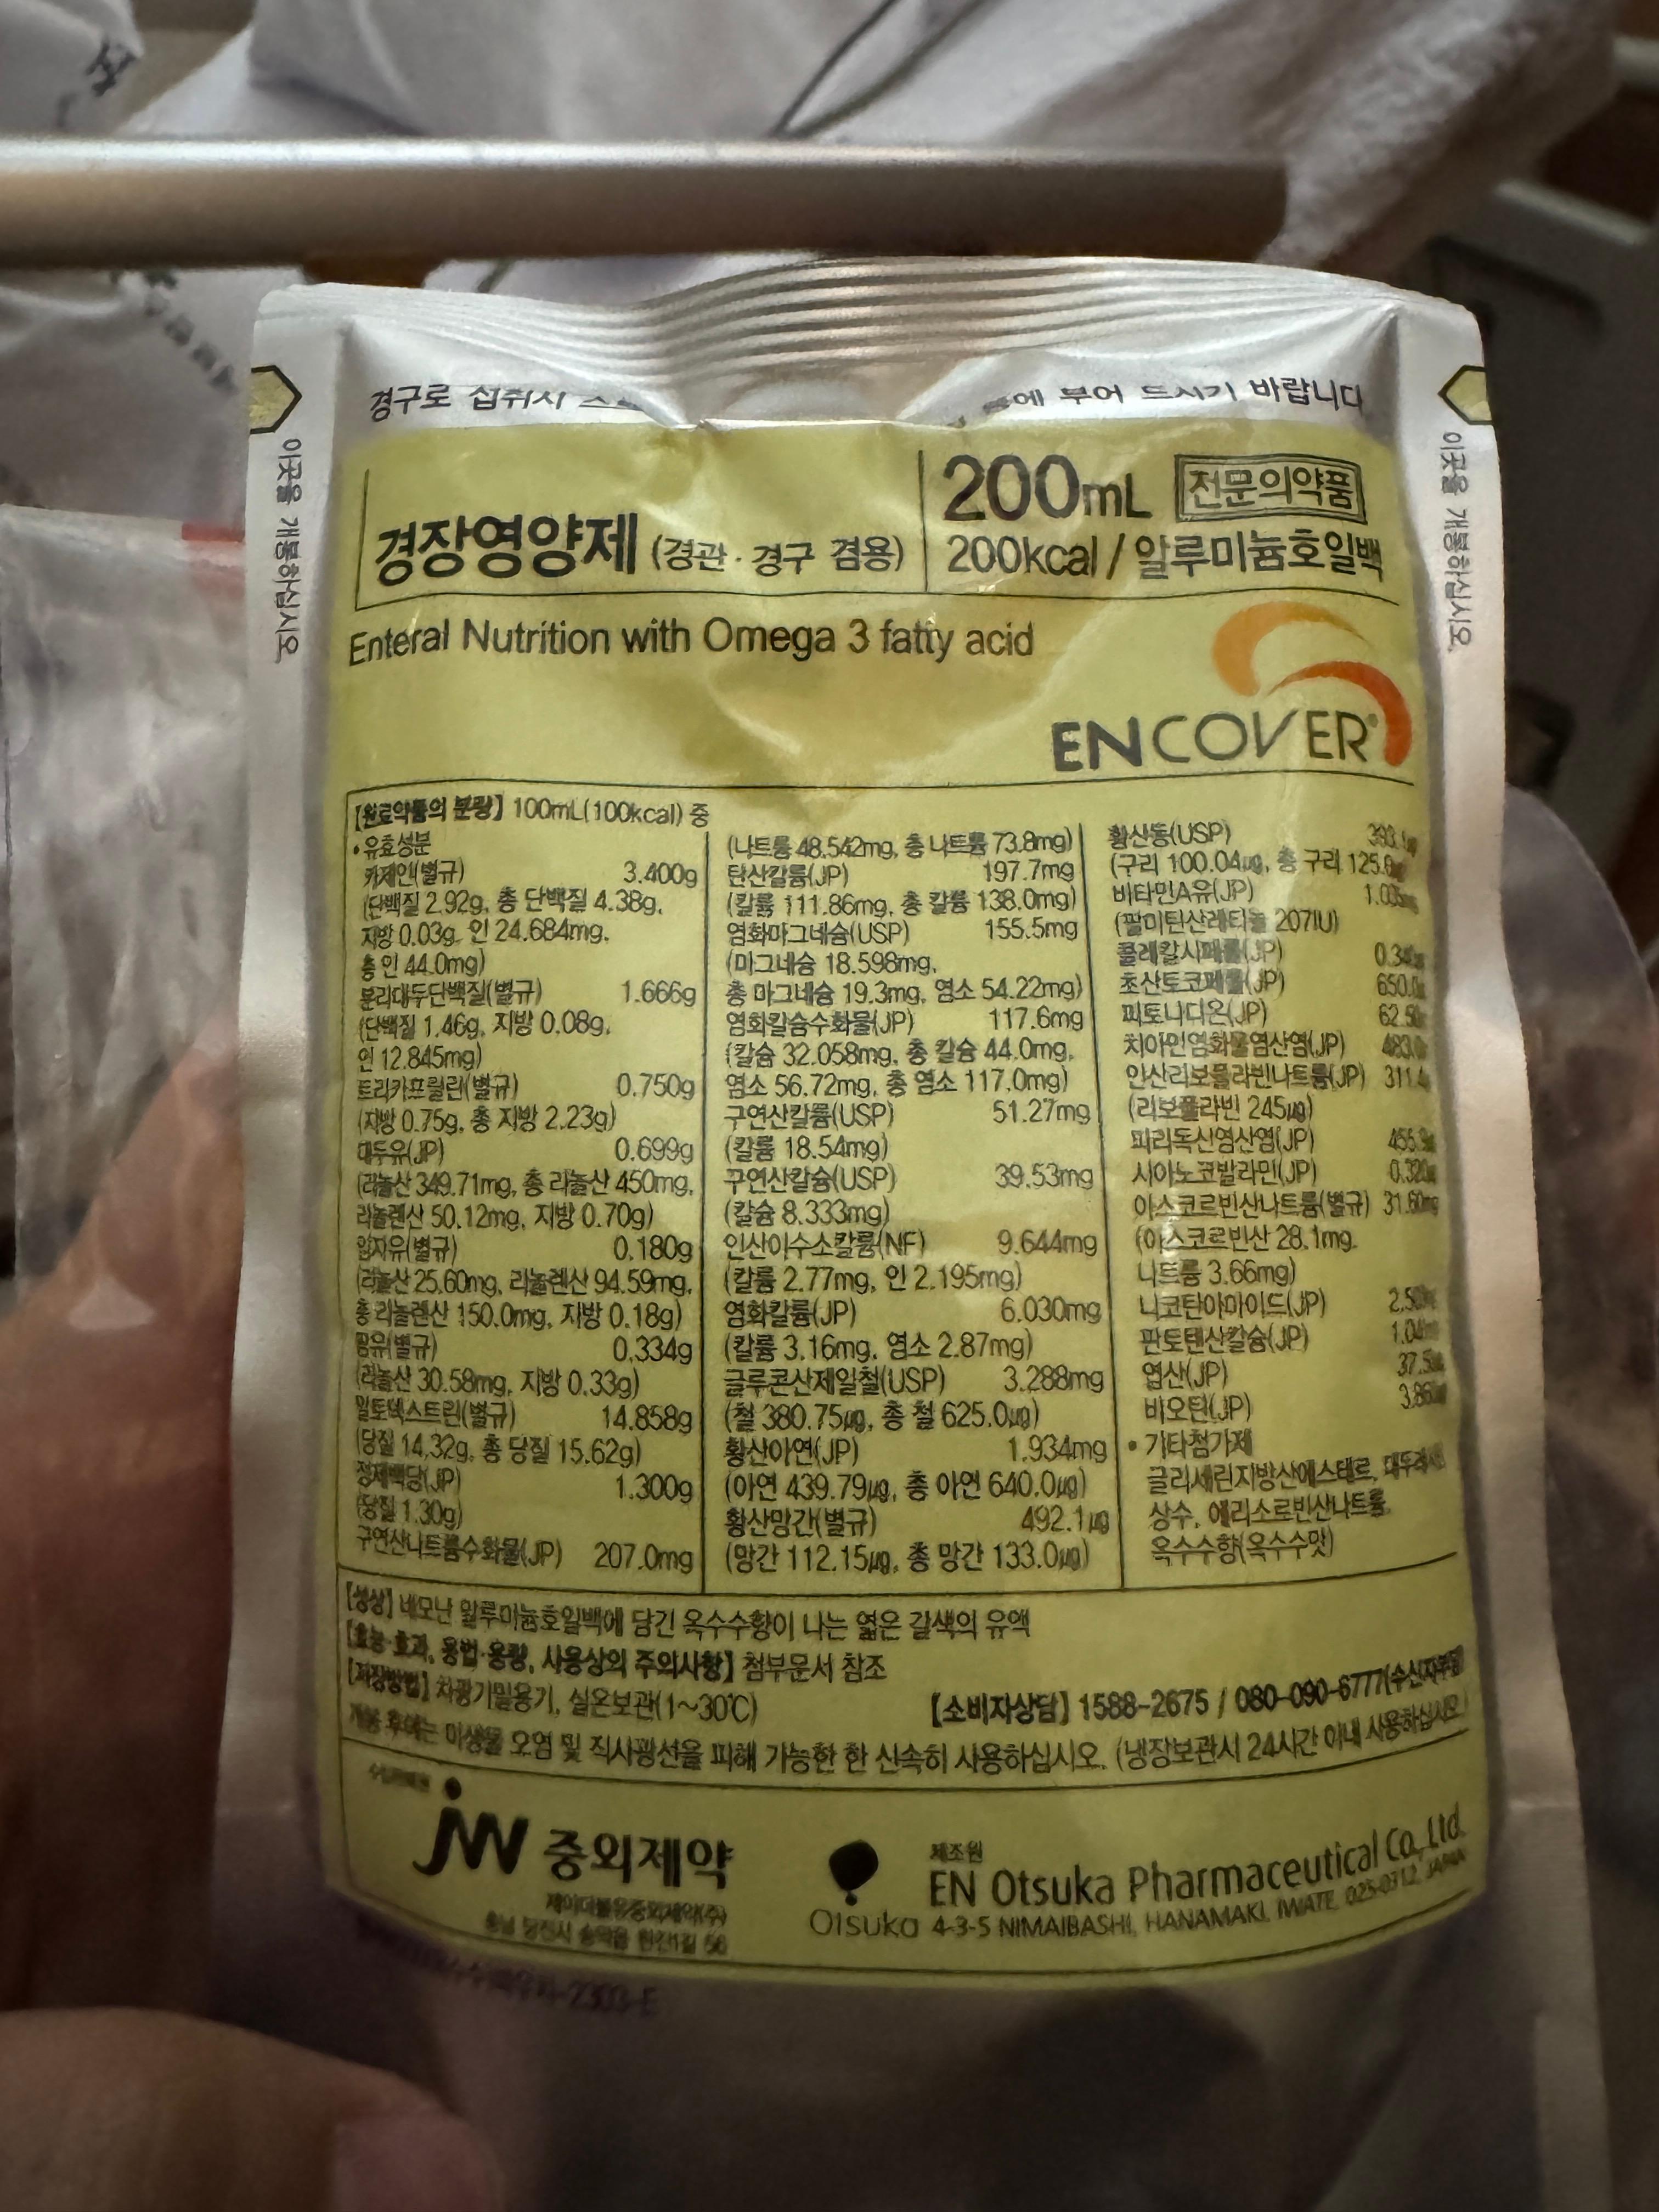 경구로 섭취시
에 부어 드시기 바랍니다
이곳을 개봉하십시오
이곳을 개봉하십시오
경장영양제 (경관·경구 겸용)
200mL 전문의약품
200kcal / 알루미늄호일백
Enteral Nutrition with Omega 3 fatty acid
ENCOVER®
【원료약품의 분량】 100mL(100kcal) 중
•유효성분
카제인(별규) 3.400g
(단백질 2.92g, 총 단백질 4.38g,
지방 0.03g, 인 24.684mg,
총 인 44.0mg)
분리대두단백질(별규) 1.666g
(단백질 1.46g, 지방 0.08g,
인 12.845mg)
트리카프릴린(별규) 0.750g
(지방 0.75g, 총 지방 2.23g)
대두유(JP) 0.699g
(리놀산 349.71mg, 총 리놀산 450mg,
리놀렌산 50.12mg, 지방 0.70g)
임자유(별규) 0.180g
(리놀산 25.60mg, 리놀렌산 94.59mg,
총 리놀렌산 150.0mg, 지방 0.18g)
팜유(별규) 0.334g
(리놀산 30.58mg, 지방 0.33g)
말토덱스트린(별규) 14.858g
(당질 14.32g, 총 당질 15.62g)
정제백당(JP) 1.300g
(당질 1.30g)
구연산나트륨수화물(JP) 207.0mg
(나트륨 48.542mg, 총 나트륨 73.8mg)
탄산칼륨(JP) 197.7mg
(칼륨 111.86mg, 총 칼륨 138.0mg)
염화마그네슘(USP) 155.5mg
(마그네슘 18.598mg,
총 마그네슘 19.3mg, 염소 54.22mg)
염화칼슘수화물(JP) 117.6mg
(칼슘 32.058mg, 총 칼슘 44.0mg,
염소 56.72mg, 총 염소 117.0mg)
구연산칼륨(USP) 51.27mg
(칼륨 18.54mg)
구연산칼슘(USP) 39.53mg
(칼슘 8.333mg)
인산이수소칼륨(NF) 9.644mg
(칼륨 2.77mg, 인 2.195mg)
염화칼륨(JP) 6.030mg
(칼륨 3.16mg, 염소 2.87mg)
글루콘산제일철(USP) 3.288mg
(철 380.75μg, 총 철 625.0μg)
황산아연(JP) 1.934mg
(아연 439.79μg, 총 아연 640.0μg)
황산망간(별규) 492.1μg
(망간 112.15μg, 총 망간 133.0μg)
황산동(USP)
(구리 100.04μg, 총 구리
비타민A유(JP)
(팔미틴산레티놀 207IU)
콜레칼시페롤(JP)
초산토코페롤(JP)
피토나디온(JP)
치아민염화물염산염(JP)
인산리보플라빈나트륨(JP)
(리보플라빈 245μg)
피리독신염산염(JP)
시아노코발라민(JP)
아스코르빈산나트륨(별규) 31.60mg
(아스코르빈산 28.1mg,
나트륨 3.66mg)
니코틴아마이드(JP)
판토텐산칼슘(JP)
엽산(JP)
비오틴(JP)
•기타첨가제
글리세린지방산에스테르,
상수, 에리소르빈산나트륨,
옥수수향(옥수수맛)
【성상】 네모난 알루미늄호일백에 담긴 옥수수향이 나는 엷은 갈색의 유액
【효능·효과, 용법·용량, 사용상의 주의사항】 첨부문서 참조
【저장방법】 차광기밀용기, 실온보관(1~30℃)
【소비자상담】 1588-2675 / 080-090-6777(수신자부담)
개봉 후에는 미생물 오염 및 직사광선을 피해 가능한 한 신속히 사용하십시오. (냉장보관시 24시간 이내 사용하십시오)
jw 중외제약
제이더블유중외제약(주)
Otsuka
제조원
EN Otsuka Pharmaceutical Co., Ltd.
4-3-5 NIMAIBASHI, HANAMAKI, IWATE, 025-0312, JAPAN